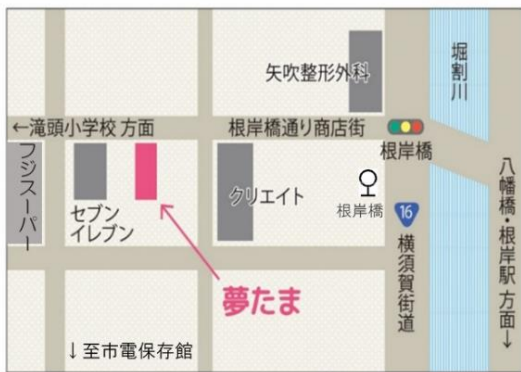 矢吹整形外科
堀割川
←滝頭小学校 方面
根岸橋通り商店街
根岸橋
フジスーパー
セブン
イレブン
クリエイト
根岸橋
16
横須賀街道
八幡橋・根岸駅 方面→
夢たま
↓至市電保存館